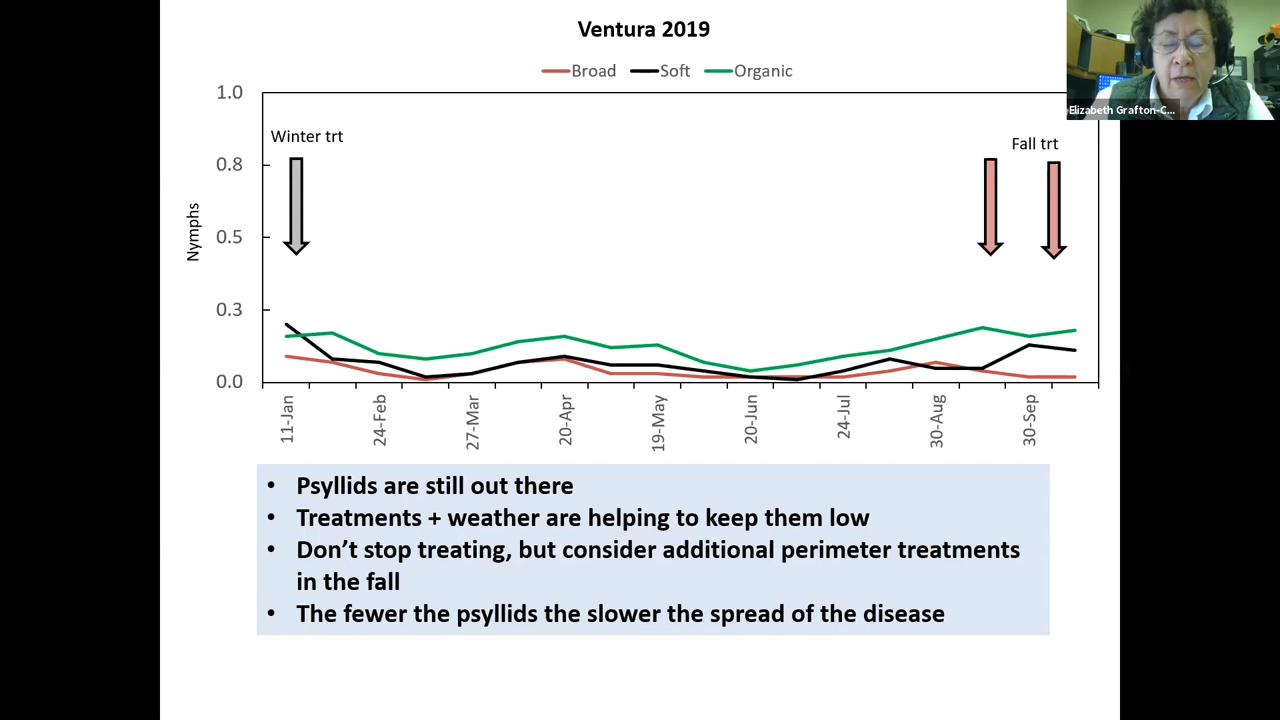 Ventura 2019
Broad Soft Organic
Elizabeth Grafton-C...
1.0
0.8
0.5
0.3
0.0
Nymphs
Winter trt
Fall trt
11-Jan
24-Feb
27-Mar
20-Apr
19-May
20-Jun
24-Jul
30-Aug
30-Sep
• Psyllids are still out there
• Treatments + weather are helping to keep them low
• Don’t stop treating, but consider additional perimeter treatments
in the fall
• The fewer the psyllids the slower the spread of the disease